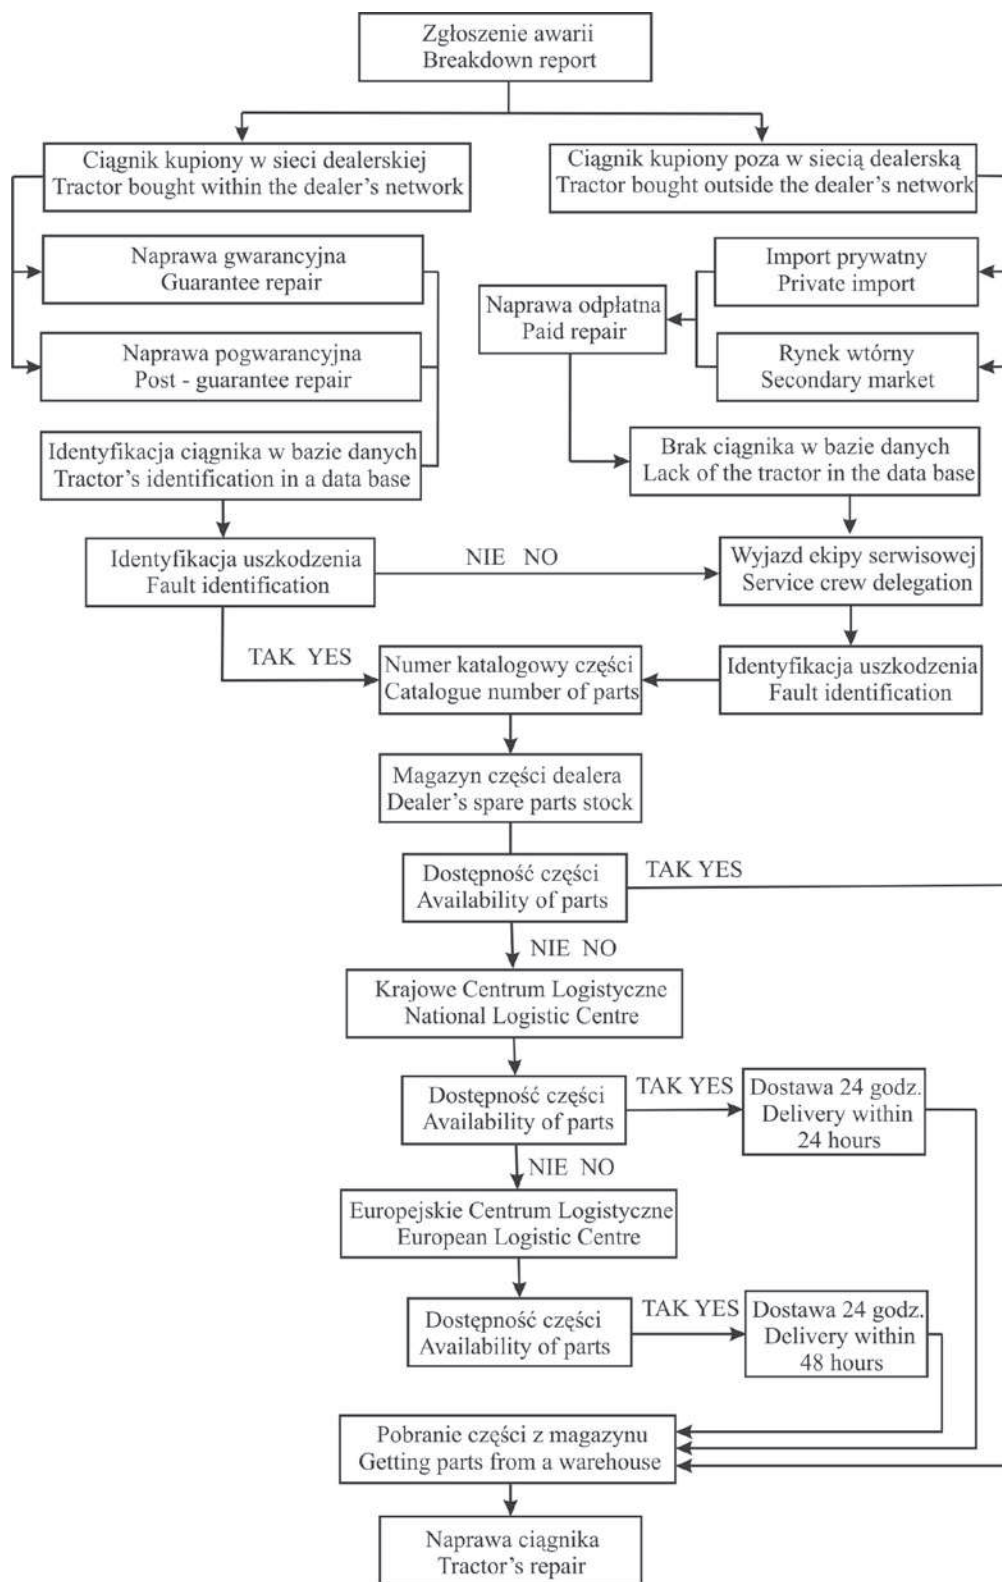 Zgłoszenie awarii
Breakdown report
Ciągnik kupiony w sieci dealerskiej
Tractor bought within the dealer's network
Ciągnik kupiony poza w siecią dealerską
Tractor bought outside the dealer's network
Naprawa gwarancyjna
Guarantee repair
Import prywatny
Private import
Naprawa odpłatna
Paid repair
Naprawa pogwarancyjna
Post - guarantee repair
Rynek wtórny
Secondary market
Identyfikacja ciągnika w bazie danych
Tractor's identification in a data base
Brak ciągnika w bazie danych
Lack of the tractor in the data base
Identyfikacja uszkodzenia
Fault identification
NIE NO
Wyjazd ekipy serwisowej
Service crew delegation
TAK YES
Numer katalogowy części
Catalogue number of parts
Identyfikacja uszkodzenia
Fault identification
Magazyn części dealera
Dealer's spare parts stock
Dostępność części
Availability of parts
TAK YES
NIE NO
Krajowe Centrum Logistyczne
National Logistic Centre
Dostępność części
Availability of parts
TAK YES
Dostawa 24 godz.
Delivery within
24 hours
NIE NO
Europejskie Centrum Logistyczne
European Logistic Centre
Dostępność części
Availability of parts
TAK YES
Dostawa 24 godz.
Delivery within
48 hours
Pobranie części z magazynu
Getting parts from a warehouse
Naprawa ciągnika
Tractor's repair